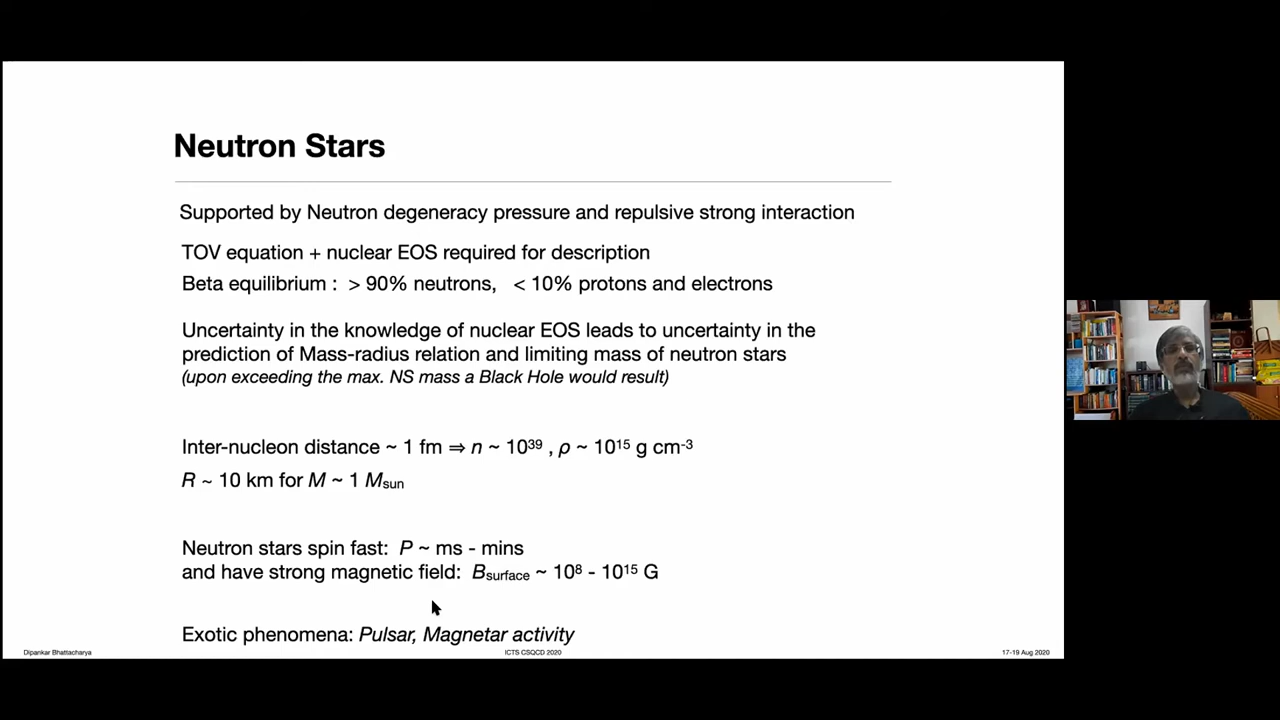 Neutron Stars
Supported by Neutron degeneracy pressure and repulsive strong interaction
TOV equation + nuclear EOS required for description
Beta equilibrium : > 90% neutrons, < 10% protons and electrons
Uncertainty in the knowledge of nuclear EOS leads to uncertainty in the
prediction of Mass-radius relation and limiting mass of neutron stars
(upon exceeding the max. NS mass a Black Hole would result)
Inter-nucleon distance ~ 1 fm ⇒ n ~ 10³⁹ , ρ ~ 10¹⁵ g cm⁻³
R ~ 10 km for M ~ 1 Msun
Neutron stars spin fast: P ~ ms - mins
and have strong magnetic field: Bsurface ~ 10⁸ - 10¹⁵ G
Exotic phenomena: Pulsar, Magnetar activity
Dipankar Bhattacharya ICTS CSQCD 2020 17-19 Aug 2020